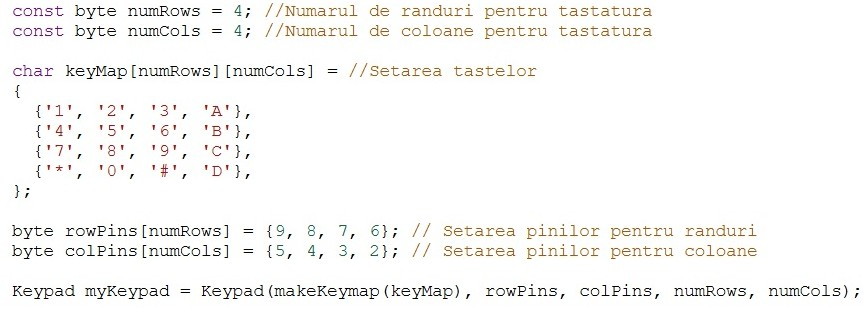 const byte numRows = 4; //Numarul de randuri pentru tastatura
const byte numCols = 4; //Numarul de coloane pentru tastatura
char keyMap[numRows][numCols] = //Setarea tastelor
{
{'1', '2', '3', 'A'},
{'4', '5', '6', 'B'},
{'7', '8', '9', 'C'},
{'*', '0', '#', 'D'},
};
byte rowPins[numRows] = {9, 8, 7, 6}; // Setarea pinilor pentru randuri
byte colPins[numCols] = {5, 4, 3, 2}; // Setarea pinilor pentru coloane
Keypad myKeypad = Keypad(makeKeymap(keyMap), rowPins, colPins, numRows, numCols);